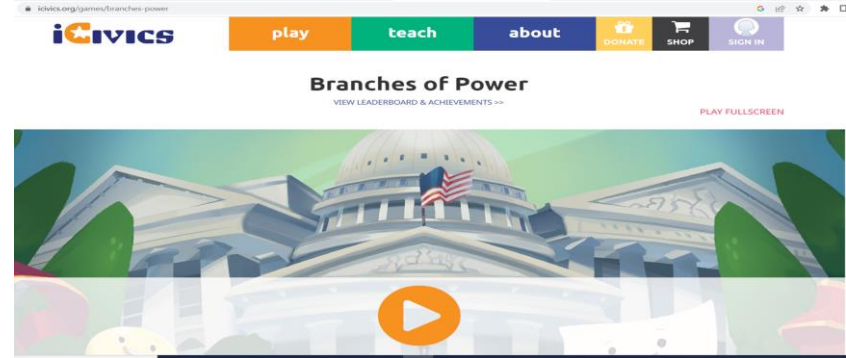 icivics.org/games/branches-power
iCIVICS
play
teach
about
DONATE
SHOP
SIGN IN
Branches of Power
VIEW LEADERBOARD & ACHIEVEMENTS >>
PLAY FULLSCREEN